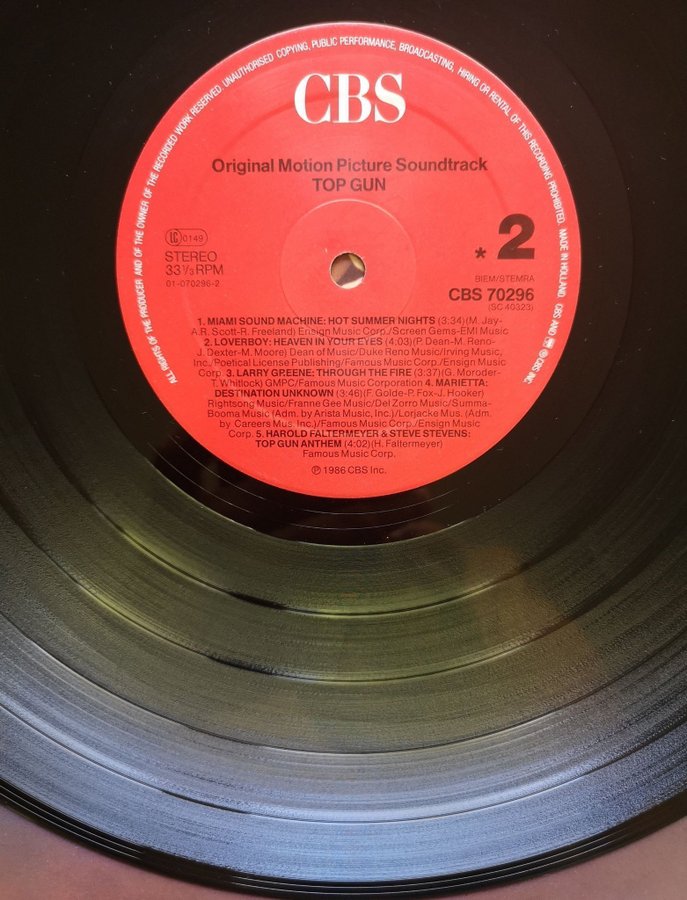 ALL RIGHTS OF THE PRODUCER AND OF THE OWNER OF THE RECORDED WORK RESERVED. UNAUTHORISED COPYING, PUBLIC PERFORMANCE, BROADCASTING, HIRING OR RENTAL OF THIS RECORDING PROHIBITED. MADE IN HOLLAND. CBS AND ℗ CBS INC.
CBS
Original Motion Picture Soundtrack
TOP GUN
LC 0149
STEREO
33⅓ RPM
01-070296-2
* 2
BIEM/STEMRA
CBS 70296
(SC 40323)
1. MIAMI SOUND MACHINE: HOT SUMMER NIGHTS (3:34)(M. Jay-
A.R. Scott-R. Freeland) Ensign Music Corp./Screen Gems-EMI Music
2. LOVERBOY: HEAVEN IN YOUR EYES (4:03)(P. Dean-M. Reno-
J. Dexter-M. Moore) Dean of Music/Duke Reno Music/Irving Music,
Inc./Poetical License Publishing/Famous Music Corp./Ensign Music
Corp. 3. LARRY GREENE: THROUGH THE FIRE (3:37)(G. Moroder-
T. Whitlock) GMPC/Famous Music Corporation 4. MARIETTA:
DESTINATION UNKNOWN (3:46)(F. Golde-P. Fox-J. Hooker)
Rightsong Music/Franne Gee Music/Del Zorro Music/Summa-
Booma Music (Adm. by Arista Music, Inc.)/Lorjacke Mus. (Adm.
by Careers Mus. Inc.)/Famous Music Corp./Ensign Music
Corp. 5. HAROLD FALTERMEYER & STEVE STEVENS:
TOP GUN ANTHEM (4:02)(H. Faltermeyer)
Famous Music Corp.
℗ 1986 CBS Inc.